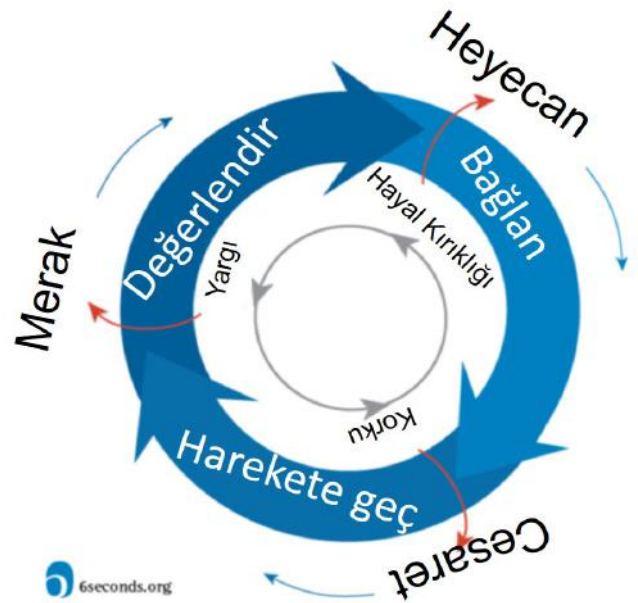 Heyecan
Bağlan
Hayal Kırıklığı
Değerlendir
Yargı
Merak
Korku
Harekete geç
Cesaret
6seconds.org